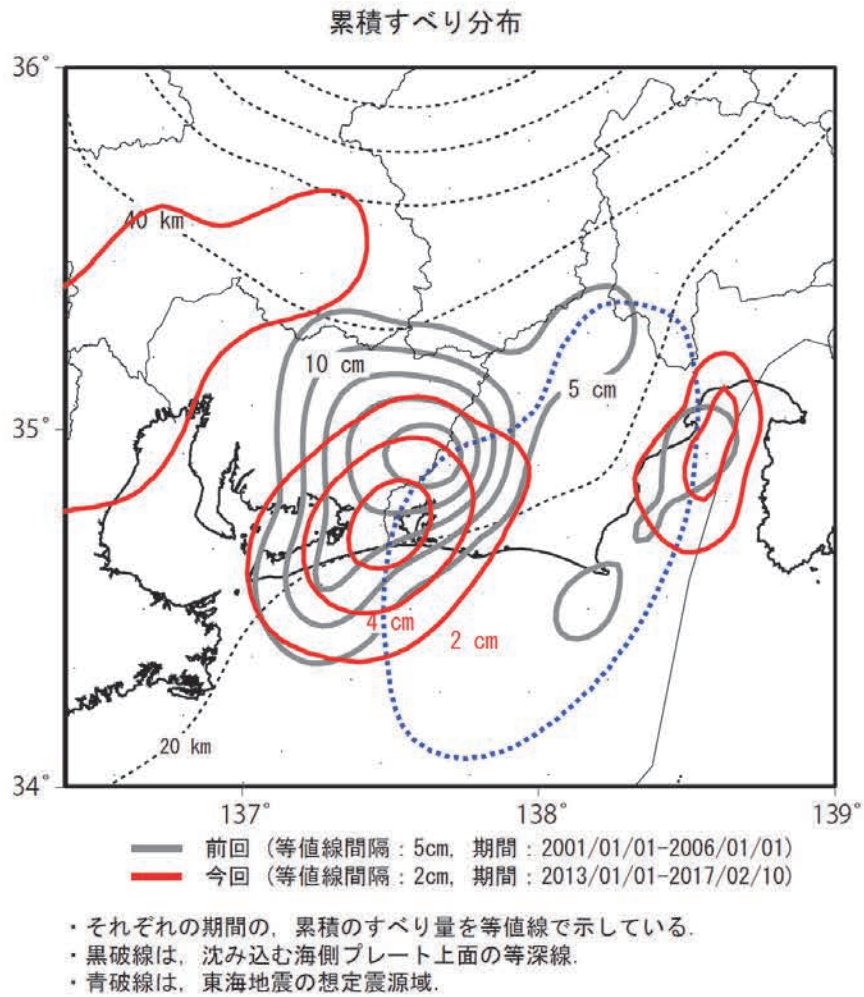 累積すべり分布
36°
40 km
10 cm
5 cm
35°
4 cm
2 cm
20 km
34°
137°
138°
139°
前回 (等値線間隔:5cm, 期間:2001/01/01-2006/01/01)
今回 (等値線間隔:2cm, 期間:2013/01/01-2017/02/10)
・それぞれの期間の, 累積のすべり量を等値線で示している.
・黒破線は, 沈み込む海側プレート上面の等深線.
・青破線は, 東海地震の想定震源域.